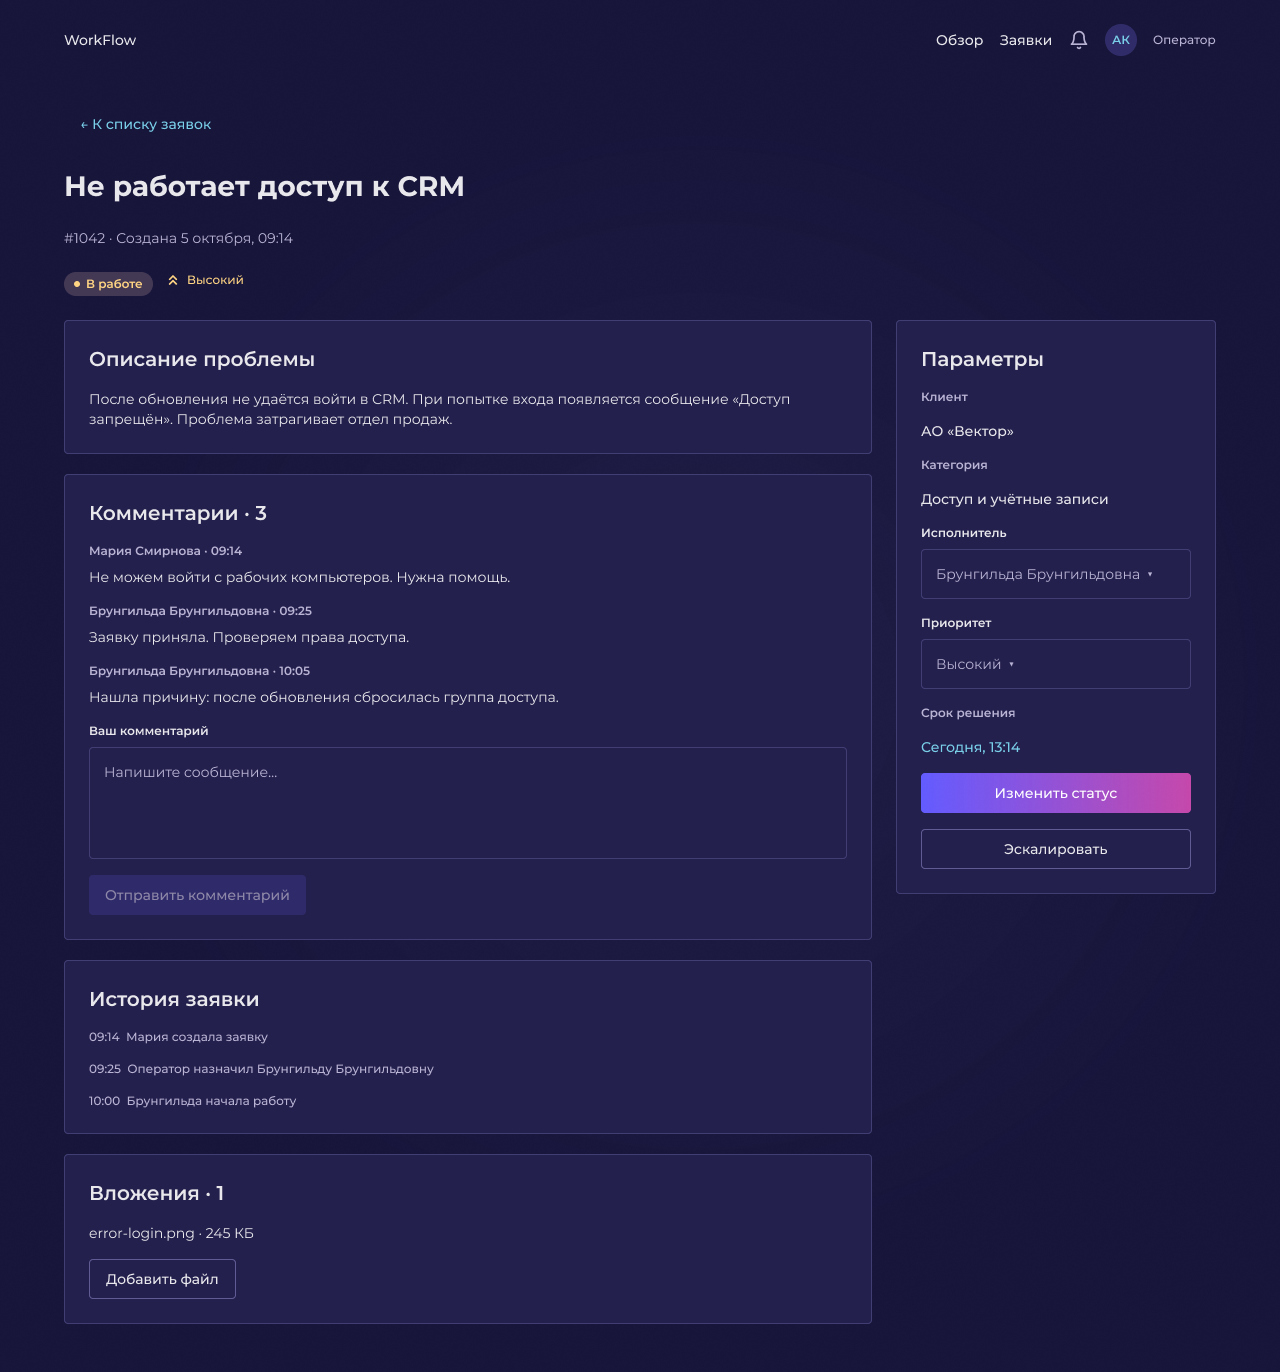 WorkFlow
Обзор Заявки АК Оператор
← К списку заявок
Не работает доступ к CRM
#1042 · Создана 5 октября, 09:14
В работе Высокий
Описание проблемы
После обновления не удаётся войти в CRM. При попытке входа появляется сообщение «Доступ
запрещён». Проблема затрагивает отдел продаж.
Комментарии · 3
Мария Смирнова · 09:14
Не можем войти с рабочих компьютеров. Нужна помощь.
Брунгильда Брунгильдовна · 09:25
Заявку приняла. Проверяем права доступа.
Брунгильда Брунгильдовна · 10:05
Нашла причину: после обновления сбросилась группа доступа.
Ваш комментарий
Напишите сообщение...
Отправить комментарий
История заявки
09:14 Мария создала заявку
09:25 Оператор назначил Брунгильду Брунгильдовну
10:00 Брунгильда начала работу
Вложения · 1
error-login.png · 245 КБ
Добавить файл
Параметры
Клиент
АО «Вектор»
Категория
Доступ и учётные записи
Исполнитель
Брунгильда Брунгильдовна ▾
Приоритет
Высокий ▾
Срок решения
Сегодня, 13:14
Изменить статус
Эскалировать